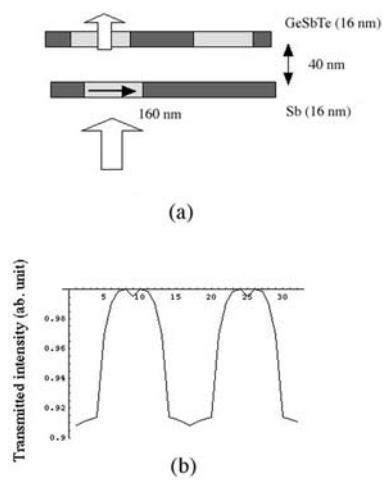 GeSbTe (16 nm)
40 nm
160 nm
Sb (16 nm)
(a)
Transmitted intensity (ab. unit)
5 10 15 20 25 30
0.98
0.96
0.94
0.92
0.9
(b)